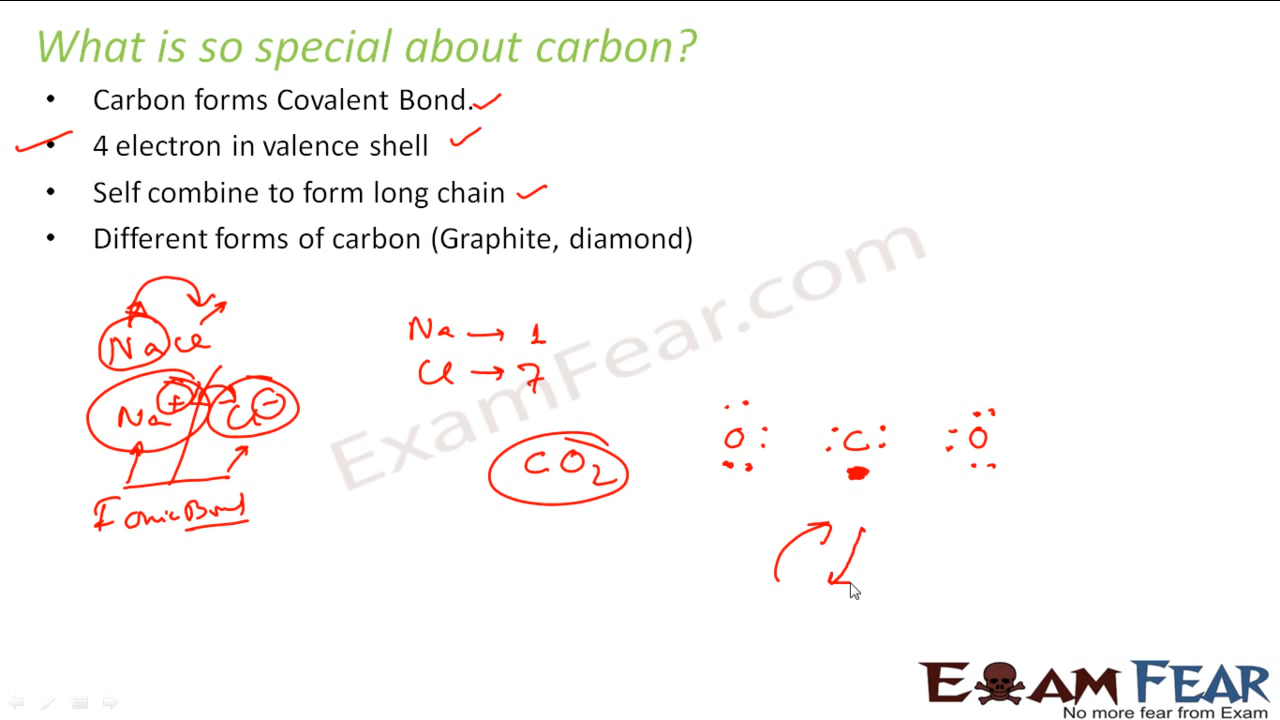 What is so special about carbon?
• Carbon forms Covalent Bond.
• 4 electron in valence shell
• Self combine to form long chain
• Different forms of carbon (Graphite, diamond)
NaCl
Na+ Cl−
Ionic Bond
Na → 1
Cl → 7
CO2
O C O
ExamFear.com
EXAM FEAR
No more fear from Exam